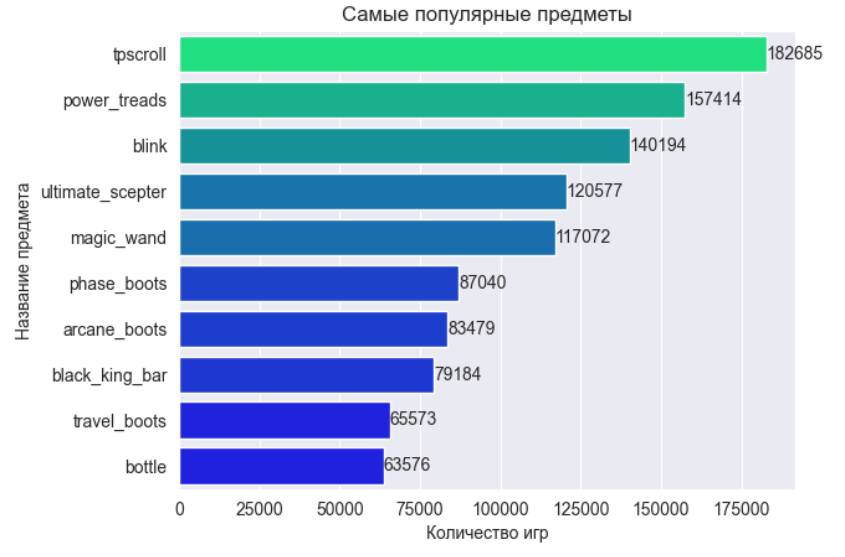 Самые популярные предметы
Название предмета
tpscroll 182685
power_treads 157414
blink 140194
ultimate_scepter 120577
magic_wand 117072
phase_boots 87040
arcane_boots 83479
black_king_bar 79184
travel_boots 65573
bottle 63576
0 25000 50000 75000 100000 125000 150000 175000
Количество игр